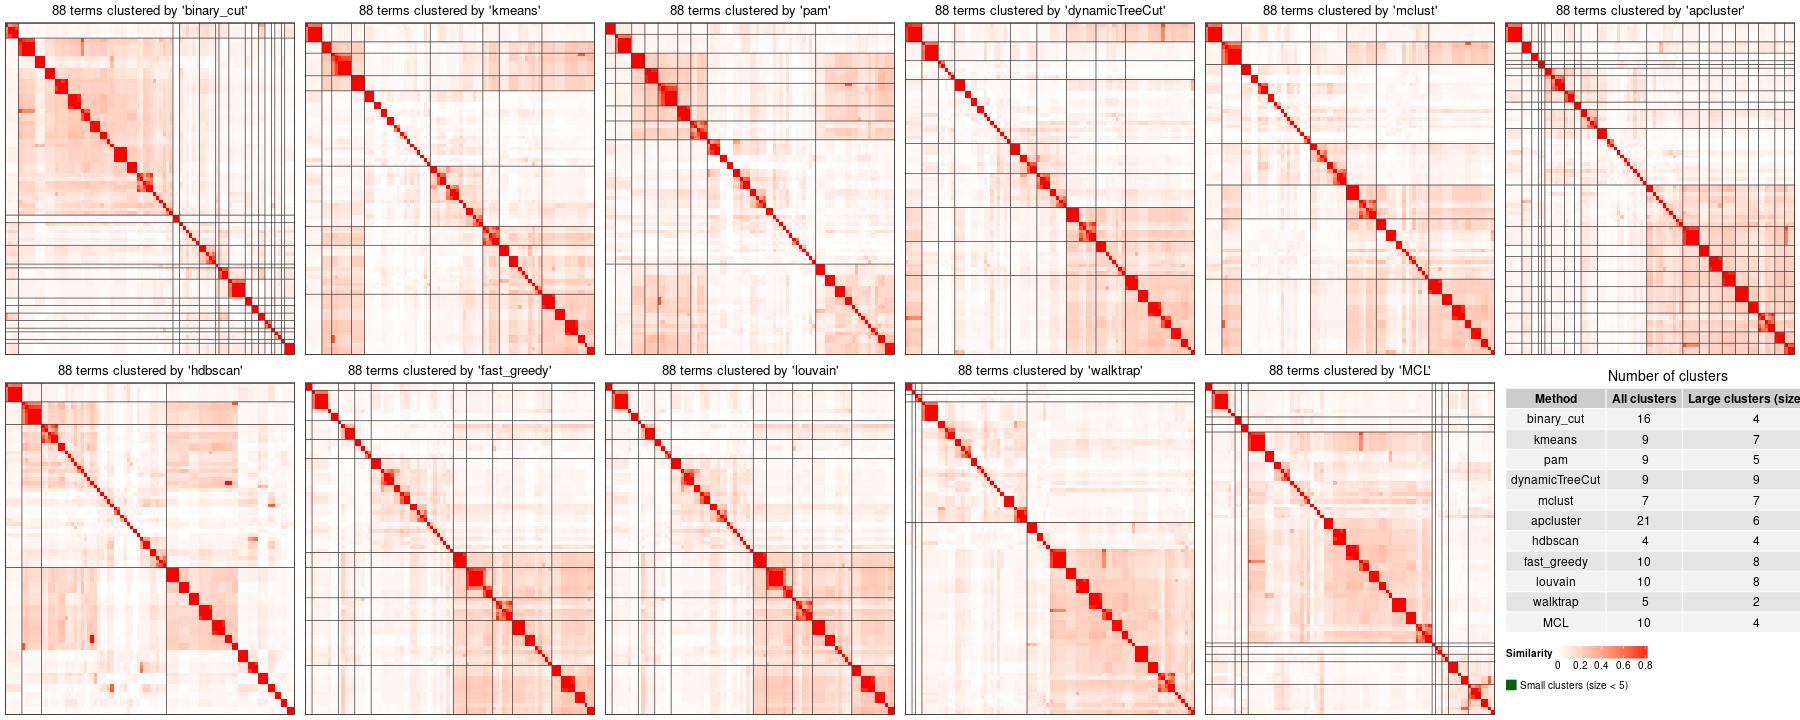 88 terms clustered by 'binary_cut'
88 terms clustered by 'kmeans'
88 terms clustered by 'pam'
88 terms clustered by 'dynamicTreeCut'
88 terms clustered by 'mclust'
88 terms clustered by 'apcluster'
88 terms clustered by 'hdbscan'
88 terms clustered by 'fast_greedy'
88 terms clustered by 'louvain'
88 terms clustered by 'walktrap'
88 terms clustered by 'MCL'
Number of clusters
Method All clusters Large clusters (size
binary_cut 16 4
kmeans 9 7
pam 9 5
dynamicTreeCut 9 9
mclust 7 7
apcluster 21 6
hdbscan 4 4
fast_greedy 10 8
louvain 10 8
walktrap 5 2
MCL 10 4
Similarity
0 0.2 0.4 0.6 0.8
Small clusters (size < 5)